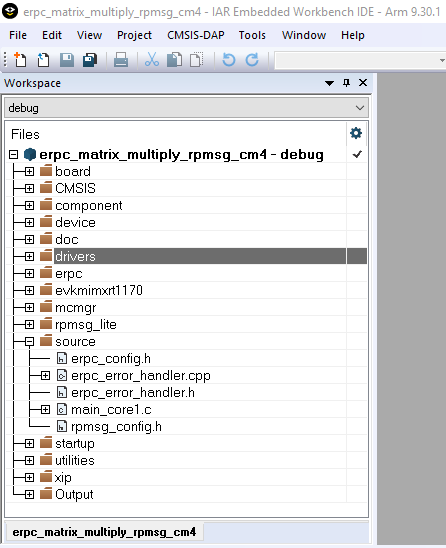 erpc_matrix_multiply_rpmsg_cm4 - IAR Embedded Workbench IDE - Arm 9.30.1
File Edit View Project CMSIS-DAP Tools Window Help
Workspace
debug
Files
erpc_matrix_multiply_rpmsg_cm4 - debug
board
CMSIS
component
device
doc
drivers
erpc
evkmimxrt1170
mcmgr
rpmsg_lite
source
erpc_config.h
erpc_error_handler.cpp
erpc_error_handler.h
main_core1.c
rpmsg_config.h
startup
utilities
xip
Output
erpc_matrix_multiply_rpmsg_cm4